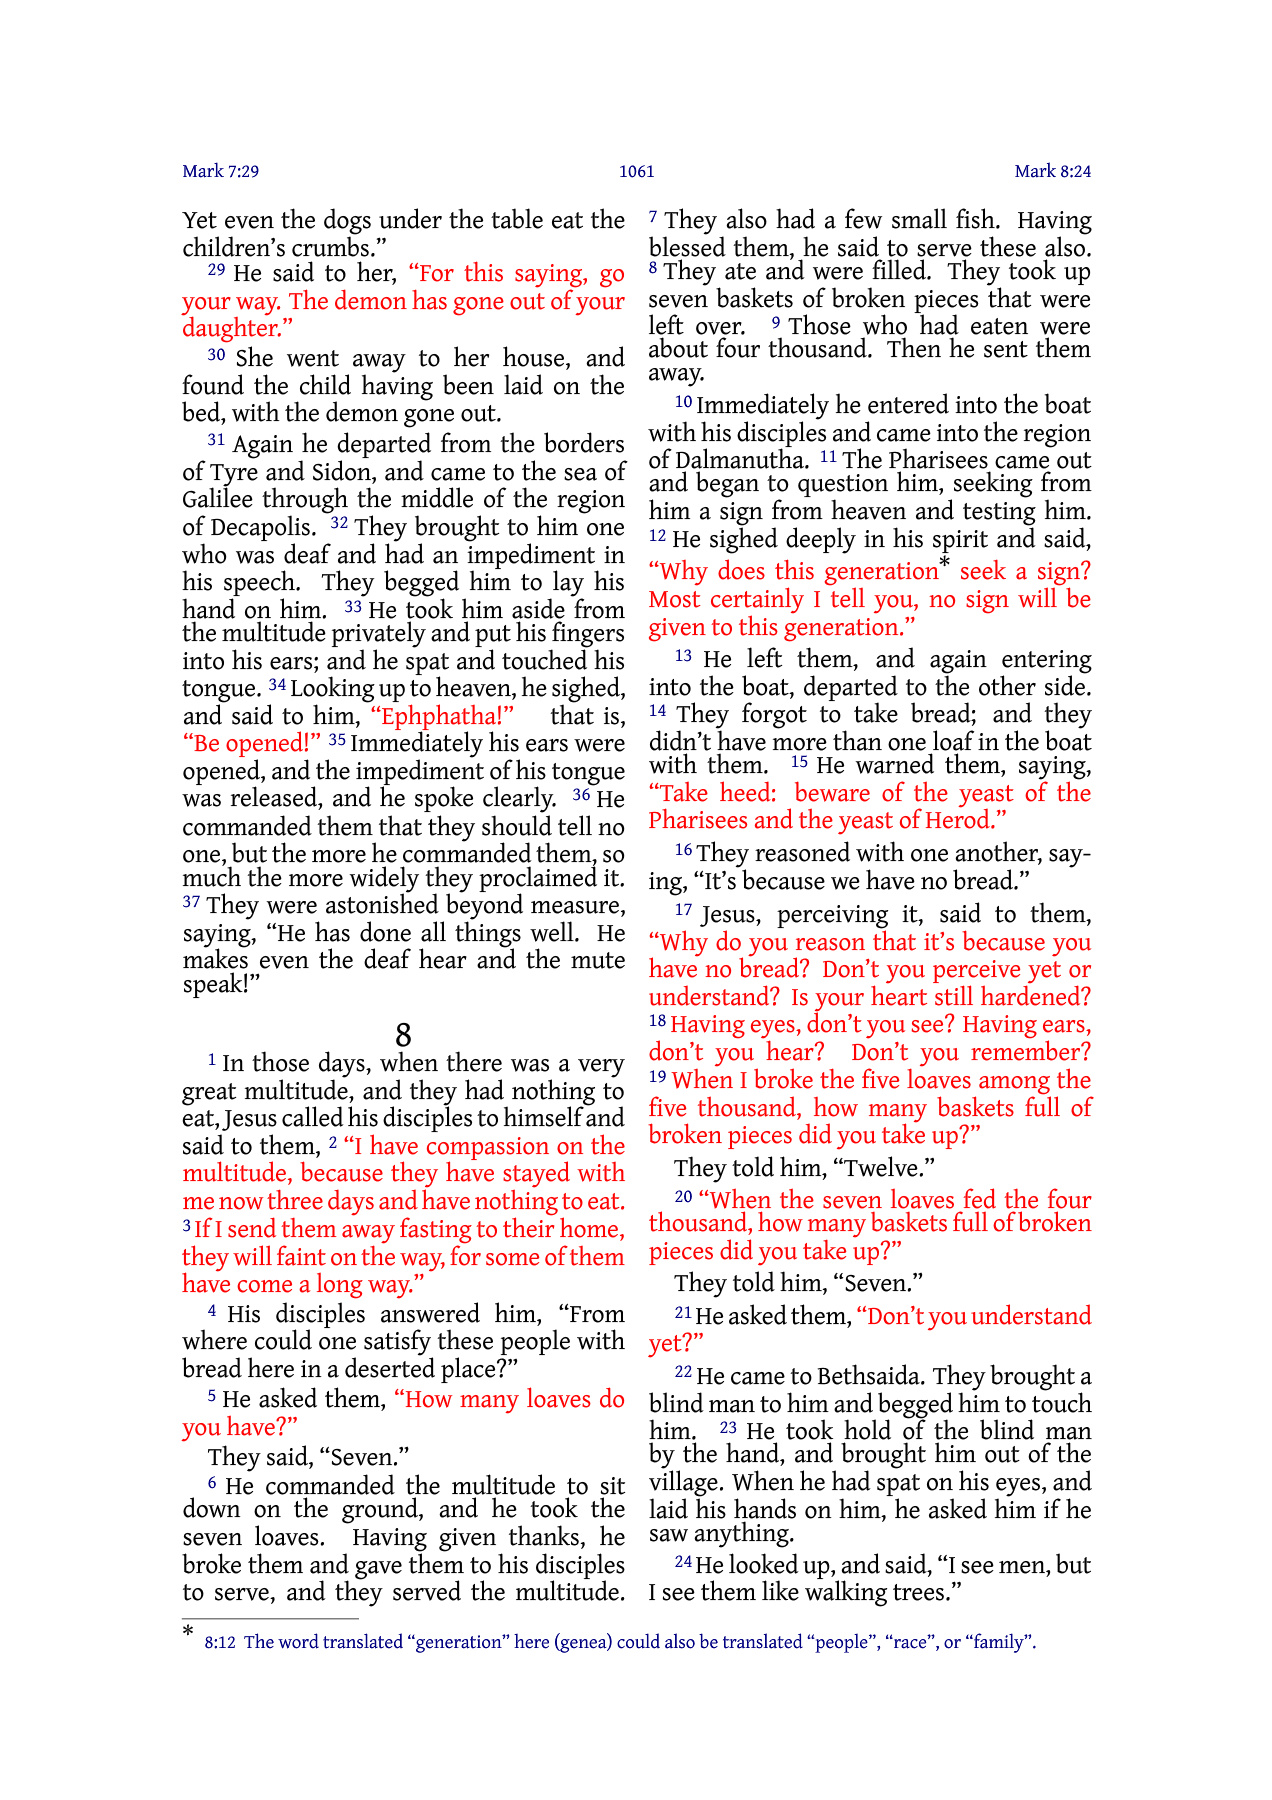 Mark 7:29 1061 Mark 8:24
Yet even the dogs under the table eat the
children’s crumbs.”
29 He said to her, “For this saying, go
your way. The demon has gone out of your
daughter.”
30 She went away to her house, and
found the child having been laid on the
bed, with the demon gone out.
31 Again he departed from the borders
of Tyre and Sidon, and came to the sea of
Galilee through the middle of the region
of Decapolis. 32 They brought to him one
who was deaf and had an impediment in
his speech. They begged him to lay his
hand on him. 33 He took him aside from
the multitude privately and put his fingers
into his ears; and he spat and touched his
tongue. 34 Looking up to heaven, he sighed,
and said to him, “Ephphatha!” that is,
“Be opened!” 35 Immediately his ears were
opened, and the impediment of his tongue
was released, and he spoke clearly. 36 He
commanded them that they should tell no
one, but the more he commanded them, so
much the more widely they proclaimed it.
37 They were astonished beyond measure,
saying, “He has done all things well. He
makes even the deaf hear and the mute
speak!”
8
1 In those days, when there was a very
great multitude, and they had nothing to
eat, Jesus called his disciples to himself and
said to them, 2 “I have compassion on the
multitude, because they have stayed with
me now three days and have nothing to eat.
3 If I send them away fasting to their home,
they will faint on the way, for some of them
have come a long way.”
4 His disciples answered him, “From
where could one satisfy these people with
bread here in a deserted place?”
5 He asked them, “How many loaves do
you have?”
They said, “Seven.”
6 He commanded the multitude to sit
down on the ground, and he took the
seven loaves. Having given thanks, he
broke them and gave them to his disciples
to serve, and they served the multitude.
7 They also had a few small fish. Having
blessed them, he said to serve these also.
8 They ate and were filled. They took up
seven baskets of broken pieces that were
left over. 9 Those who had eaten were
about four thousand. Then he sent them
away.
10 Immediately he entered into the boat
with his disciples and came into the region
of Dalmanutha. 11 The Pharisees came out
and began to question him, seeking from
him a sign from heaven and testing him.
12 He sighed deeply in his spirit and said,
“Why does this generation* seek a sign?
Most certainly I tell you, no sign will be
given to this generation.”
13 He left them, and again entering
into the boat, departed to the other side.
14 They forgot to take bread; and they
didn’t have more than one loaf in the boat
with them. 15 He warned them, saying,
“Take heed: beware of the yeast of the
Pharisees and the yeast of Herod.”
16 They reasoned with one another, say-
ing, “It’s because we have no bread.”
17 Jesus, perceiving it, said to them,
“Why do you reason that it’s because you
have no bread? Don’t you perceive yet or
understand? Is your heart still hardened?
18 Having eyes, don’t you see? Having ears,
don’t you hear? Don’t you remember?
19 When I broke the five loaves among the
five thousand, how many baskets full of
broken pieces did you take up?”
They told him, “Twelve.”
20 “When the seven loaves fed the four
thousand, how many baskets full of broken
pieces did you take up?”
They told him, “Seven.”
21 He asked them, “Don’t you understand
yet?”
22 He came to Bethsaida. They brought a
blind man to him and begged him to touch
him. 23 He took hold of the blind man
by the hand, and brought him out of the
village. When he had spat on his eyes, and
laid his hands on him, he asked him if he
saw anything.
24 He looked up, and said, “I see men, but
I see them like walking trees.”
* 8:12 The word translated “generation” here (genea) could also be translated “people”, “race”, or “family”.